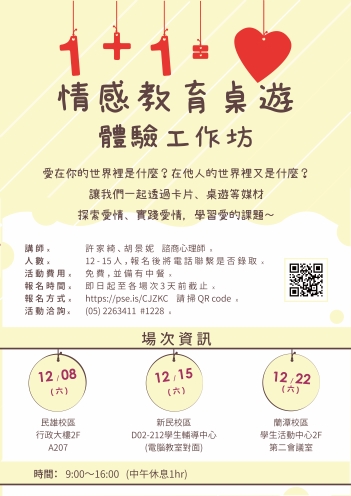 1+1=
情感教育桌遊
體驗工作坊
愛在你的世界裡是什麼？在他人的世界裡又是什麼？
讓我們一起透過卡片、桌遊等媒材
探索愛情、實踐愛情，學習愛的課題～
講師 。 許家綺、胡景妮 諮商心理師 。
人數 。 12-15人，報名後將電話聯繫是否錄取 。
活動費用 。 免費，並備有中餐 。
報名時間 。 即日起至各場次3天前截止 。
報名方式 。 https://pse.is/CJZKC 請掃QR code 。
活動洽詢 。 (05) 2263411 #1228 。
場次資訊
12/08
(六)
民雄校區
行政大樓2F
A207
12/15
(六)
新民校區
D02-212學生輔導中心
(電腦教室對面)
12/22
(六)
蘭潭校區
學生活動中心2F
第二會議室
時間： 9:00～16:00 (中午休息1hr)